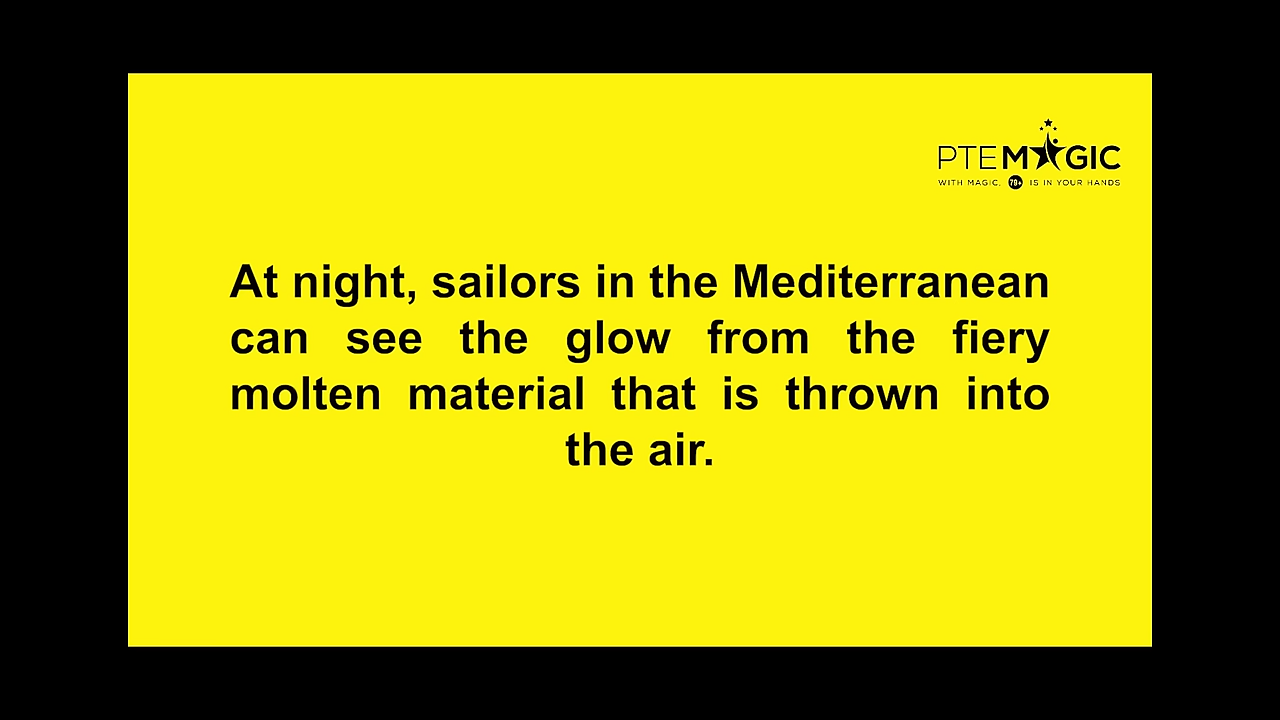 PTEMAGIC
WITH MAGIC. 79+ IS IN YOUR HANDS
At night, sailors in the Mediterranean
can see the glow from the fiery
molten material that is thrown into
the air.